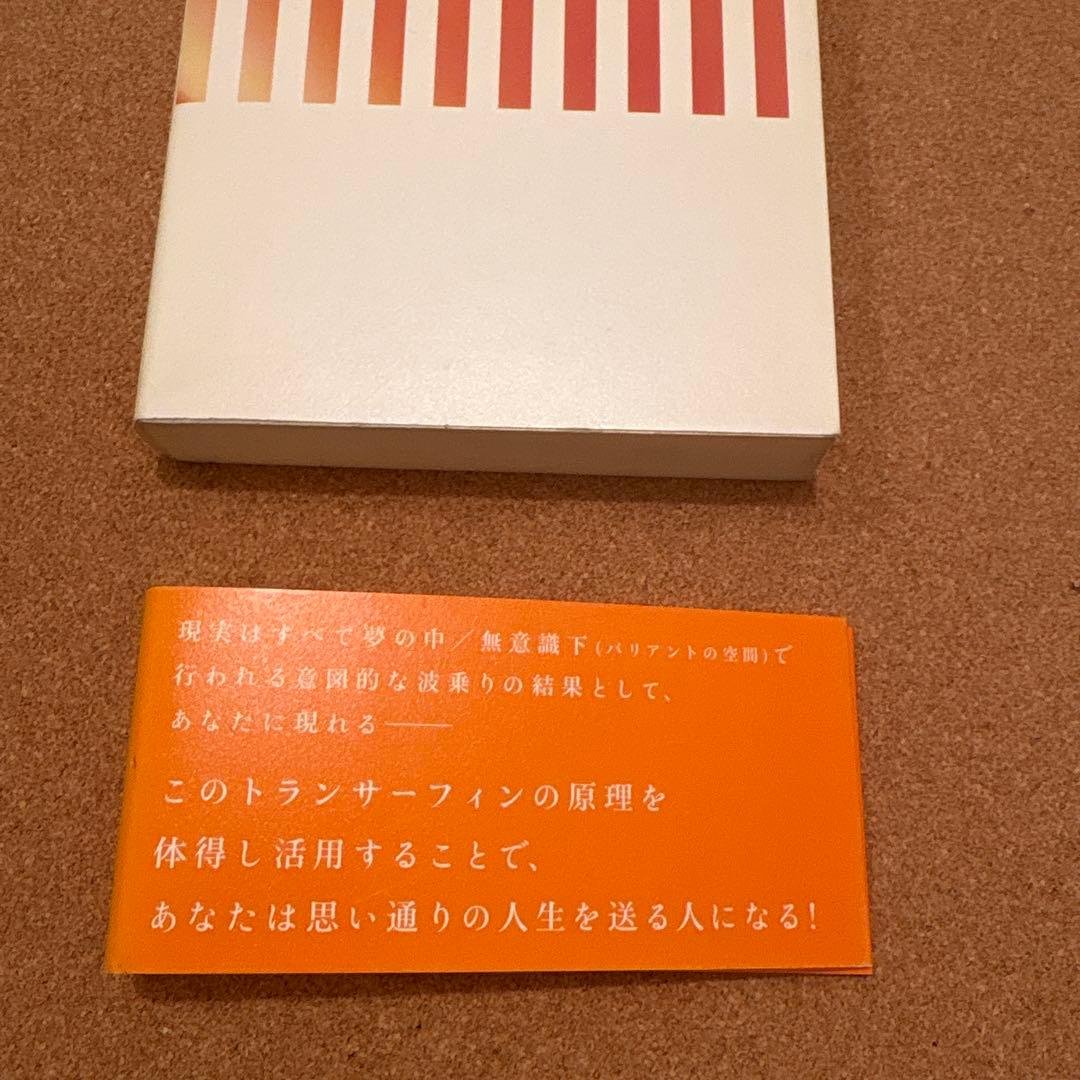 現実はすべて夢の中／無意識下(バリアントの空間)で
行われる意図的な波乗りの結果として、
あなたに現れる――
このトランサーフィンの原理を
体得し活用することで、
あなたは思い通りの人生を送る人になる!